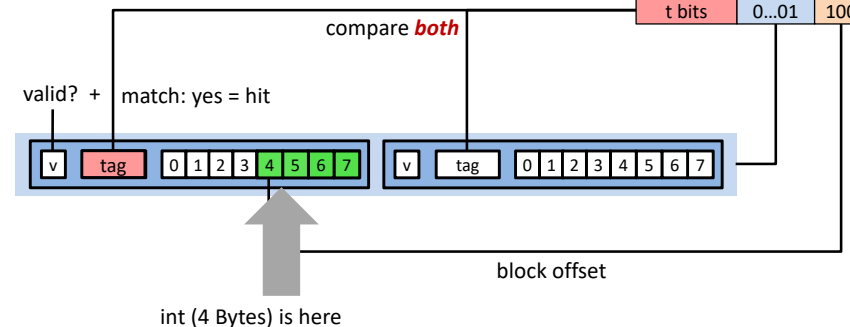 t bits 0...01 100
compare both
valid? + match: yes = hit
v tag 0 1 2 3 4 5 6 7 v tag 0 1 2 3 4 5 6 7
block offset
int (4 Bytes) is here